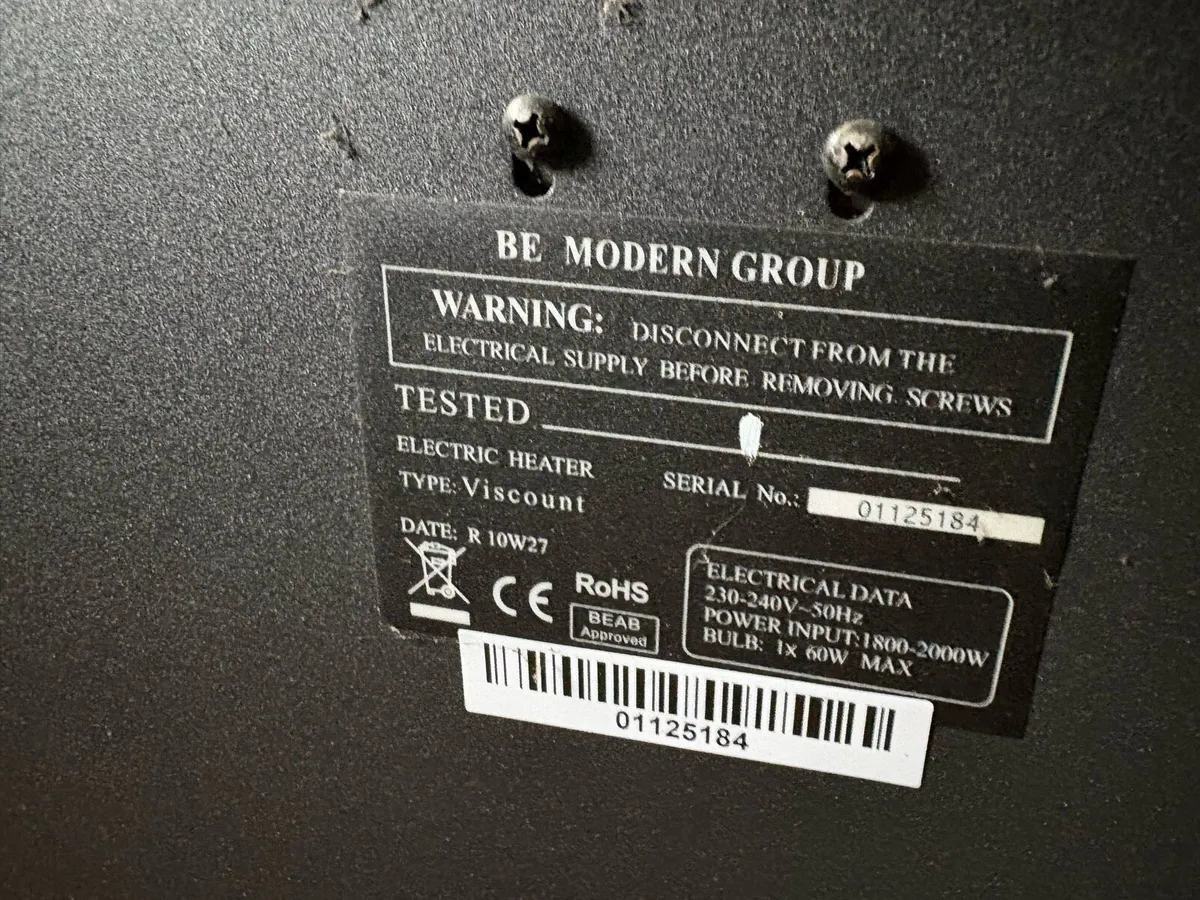 BE MODERN GROUP
WARNING: DISCONNECT FROM THE
ELECTRICAL SUPPLY BEFORE REMOVING SCREWS
TESTED
ELECTRIC HEATER
TYPE: Viscount
SERIAL No.: 01125184
DATE: R 10W27
CE
RoHS
BEAB
Approved
ELECTRICAL DATA
230-240V~50Hz
POWER INPUT:1800-2000W
BULB: 1x 60W MAX
01125184